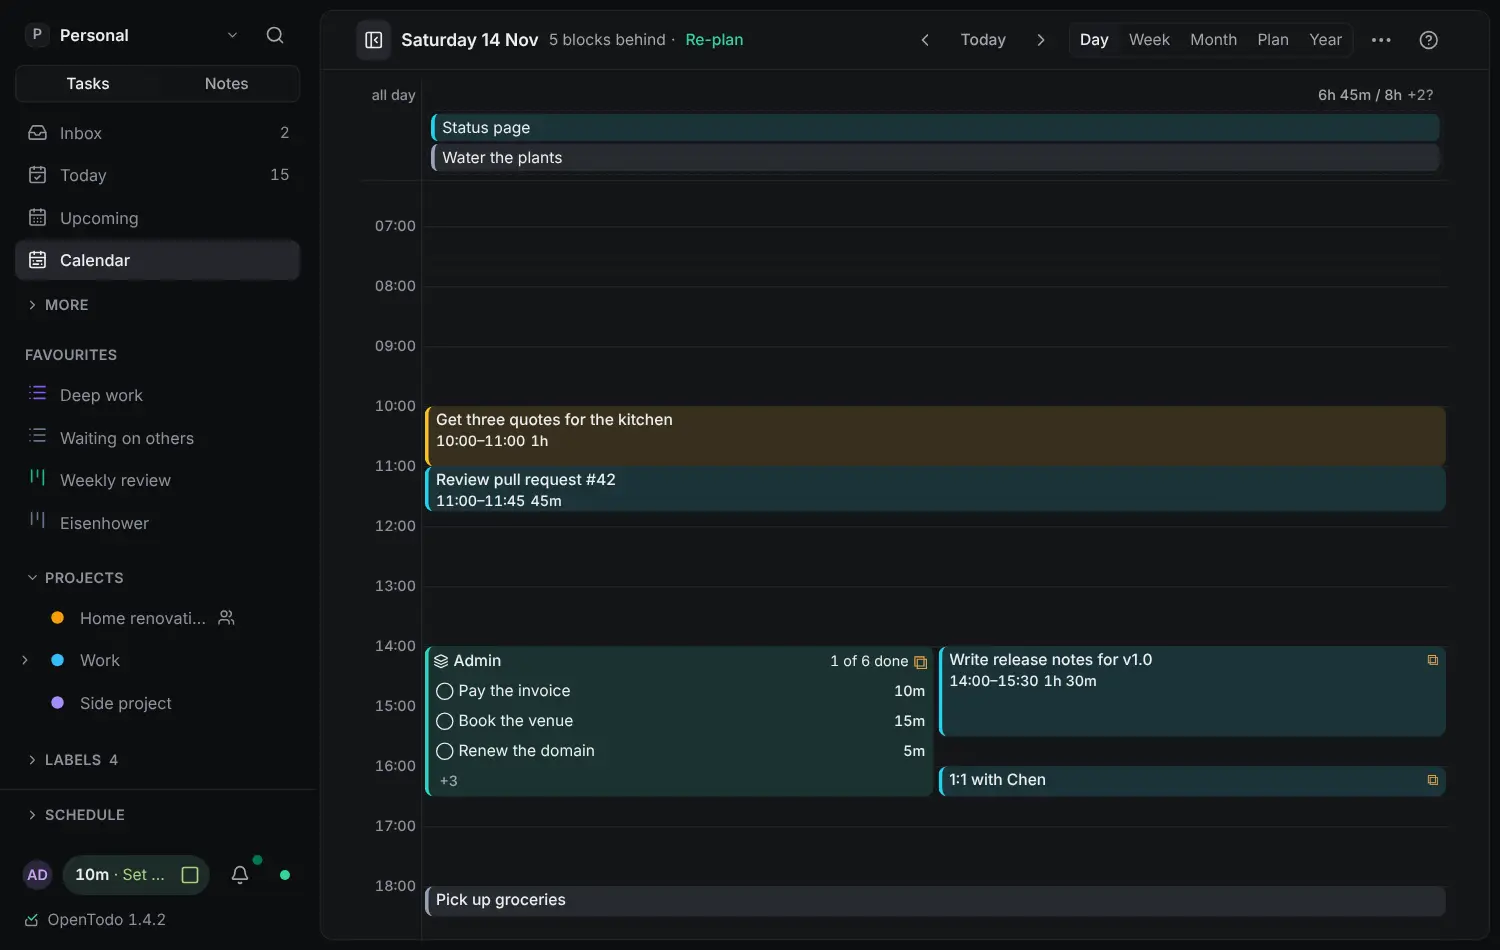 P Personal
Tasks Notes
Inbox 2
Today 15
Upcoming
Calendar
MORE
FAVOURITES
Deep work
Waiting on others
Weekly review
Eisenhower
PROJECTS
Home renovati...
Work
Side project
LABELS 4
SCHEDULE
AD 10m · Set ...
OpenTodo 1.4.2
Saturday 14 Nov 5 blocks behind · Re-plan
Today
Day Week Month Plan Year
all day 6h 45m / 8h +2?
Status page
Water the plants
07:00
08:00
09:00
10:00
Get three quotes for the kitchen
10:00–11:00 1h
11:00
Review pull request #42
11:00–11:45 45m
12:00
13:00
14:00
Admin 1 of 6 done
Pay the invoice 10m
Book the venue 15m
Renew the domain 5m
+3
Write release notes for v1.0
14:00–15:30 1h 30m
15:00
16:00
1:1 with Chen
17:00
18:00
Pick up groceries